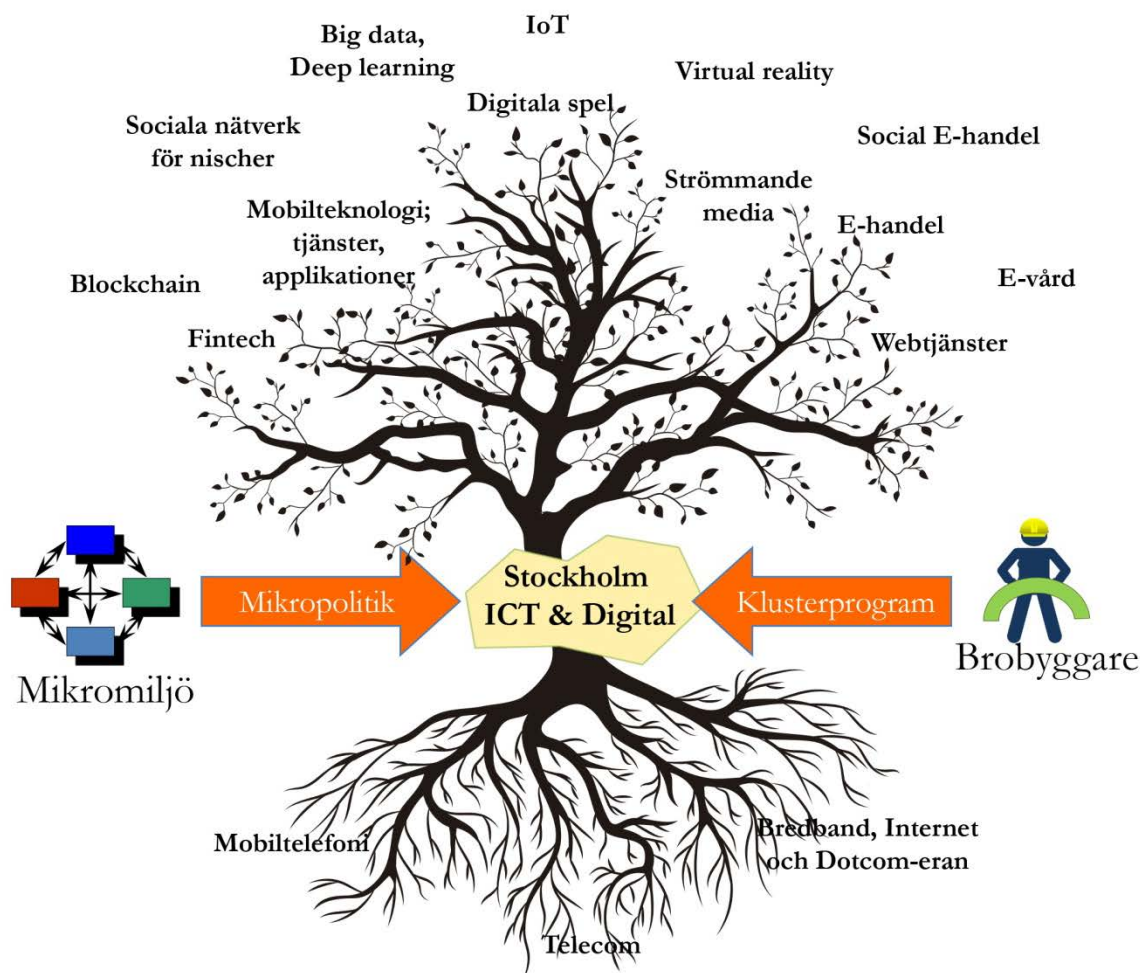 IoT
Big data,
Deep learning
Virtual reality
Digitala spel
Sociala nätverk
för nischer
Social E-handel
Strömmande
media
Mobilteknologi;
tjänster,
applikationer
E-handel
Blockchain
E-vård
Fintech
Webtjänster
Mikropolitik
Stockholm
ICT & Digital
Klusterprogram
Mikromiljö
Brobyggare
Mobiltelefoni
Bredband, Internet
och Dotcom-eran
Telecom